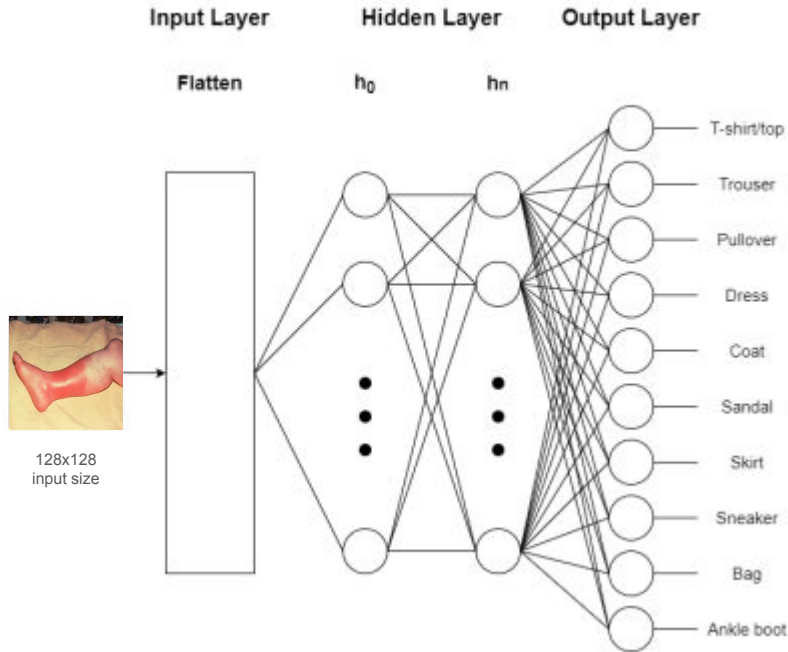 Input Layer
Hidden Layer
Output Layer
Flatten
h0
hn
T-shirt/top
Trouser
Pullover
Dress
Coat
Sandal
Skirt
Sneaker
Bag
Ankle boot
128x128
input size